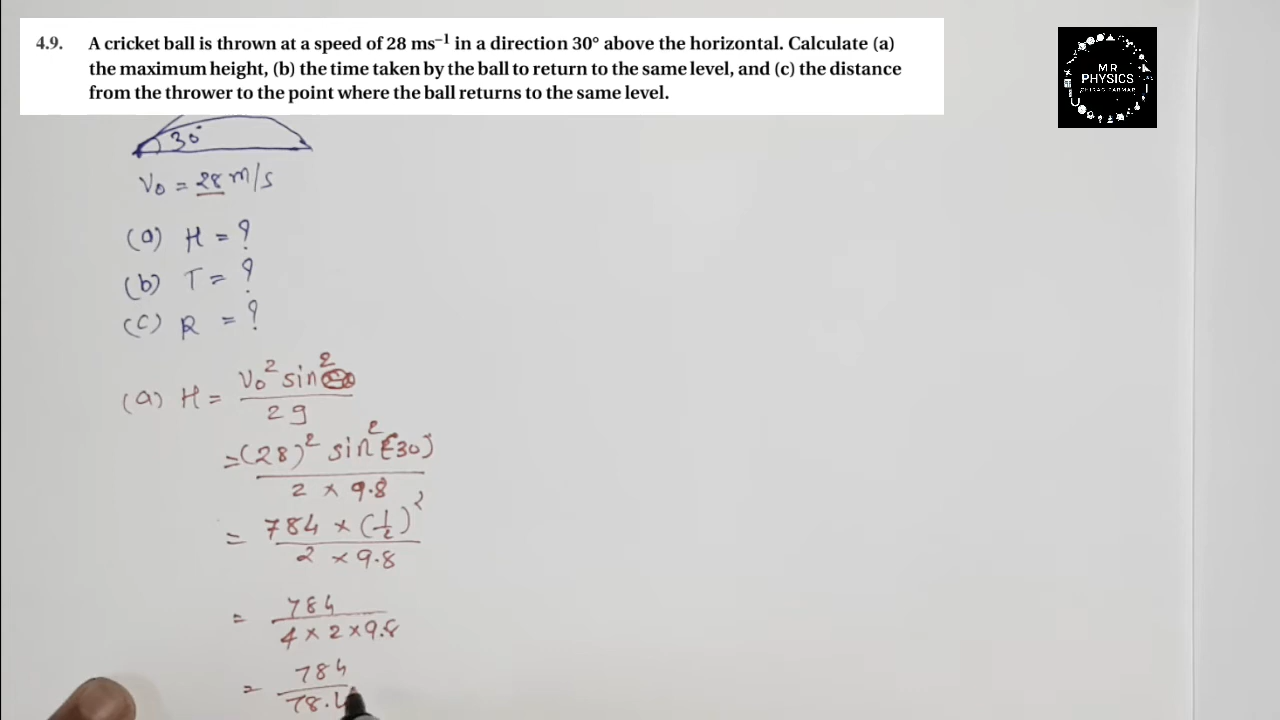 4.9. A cricket ball is thrown at a speed of 28 ms⁻¹ in a direction 30° above the horizontal. Calculate (a)
the maximum height, (b) the time taken by the ball to return to the same level, and (c) the distance
from the thrower to the point where the ball returns to the same level.
MR
PHYSICS
CHIRAG PARMAR
30°
V₀ = 28 m/s
(a) H = ?
(b) T = ?
(c) R = ?
(a) H = V₀² sin²θ₀
2g
= (28)² sin²(30)
2 × 9.8
= 784 × (1/2)²
2 × 9.8
= 784
4 × 2 × 9.8
= 784
78.4